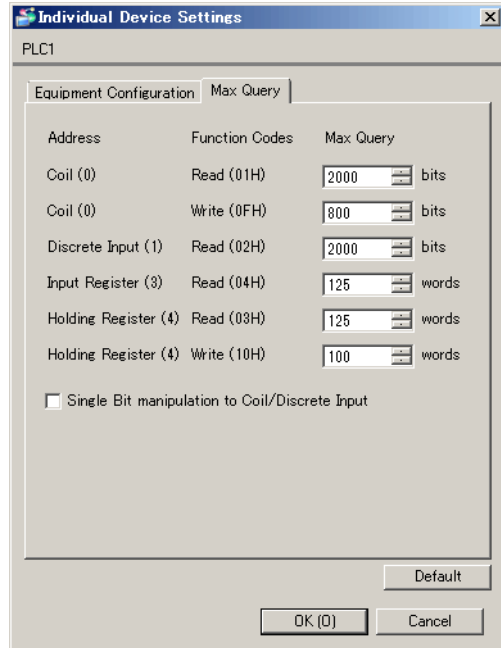 Individual Device Settings
PLC1
Equipment Configuration Max Query
Address Function Codes Max Query
Coil (0) Read (01H) 2000 bits
Coil (0) Write (0FH) 800 bits
Discrete Input (1) Read (02H) 2000 bits
Input Register (3) Read (04H) 125 words
Holding Register (4) Read (03H) 125 words
Holding Register (4) Write (10H) 100 words
Single Bit manipulation to Coil/Discrete Input
Default
OK (O) Cancel